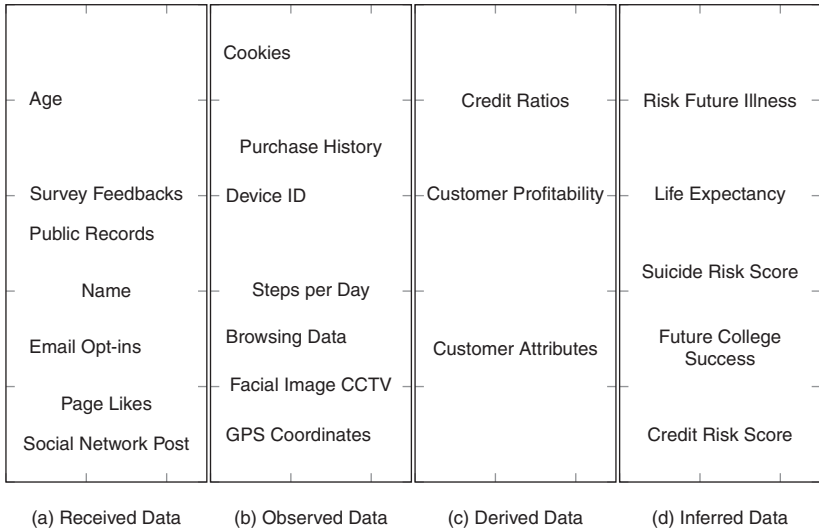 Age
Survey Feedbacks
Public Records
Name
Email Opt-ins
Page Likes
Social Network Post
(a) Received Data
Cookies
Purchase History
Device ID
Steps per Day
Browsing Data
Facial Image CCTV
GPS Coordinates
(b) Observed Data
Credit Ratios
Customer Profitability
Customer Attributes
(c) Derived Data
Risk Future Illness
Life Expectancy
Suicide Risk Score
Future College
Success
Credit Risk Score
(d) Inferred Data